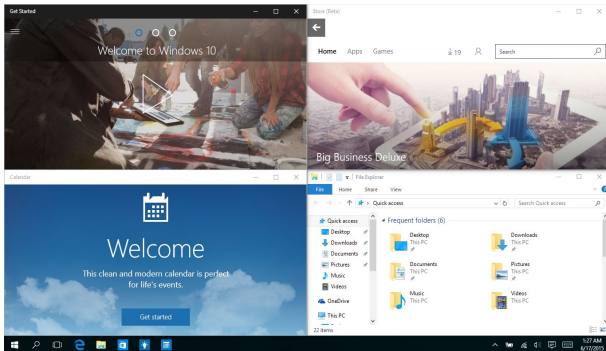 Get Started
Welcome to Windows 10
Store (Beta)
Home Apps Games
19
Search
Big Business Deluxe
Calendar
Welcome
This clean and modern calendar is perfect
for life's events.
Get started
File Explorer
File Home Share View
Quick access
Search Quick access
Quick access
Desktop
Downloads
Documents
Pictures
Music
Videos
OneDrive
This PC
Frequent folders (6)
Desktop
This PC
Downloads
This PC
Documents
This PC
Pictures
This PC
Music
This PC
Videos
This PC
22 items
1:27 AM
6/17/2015